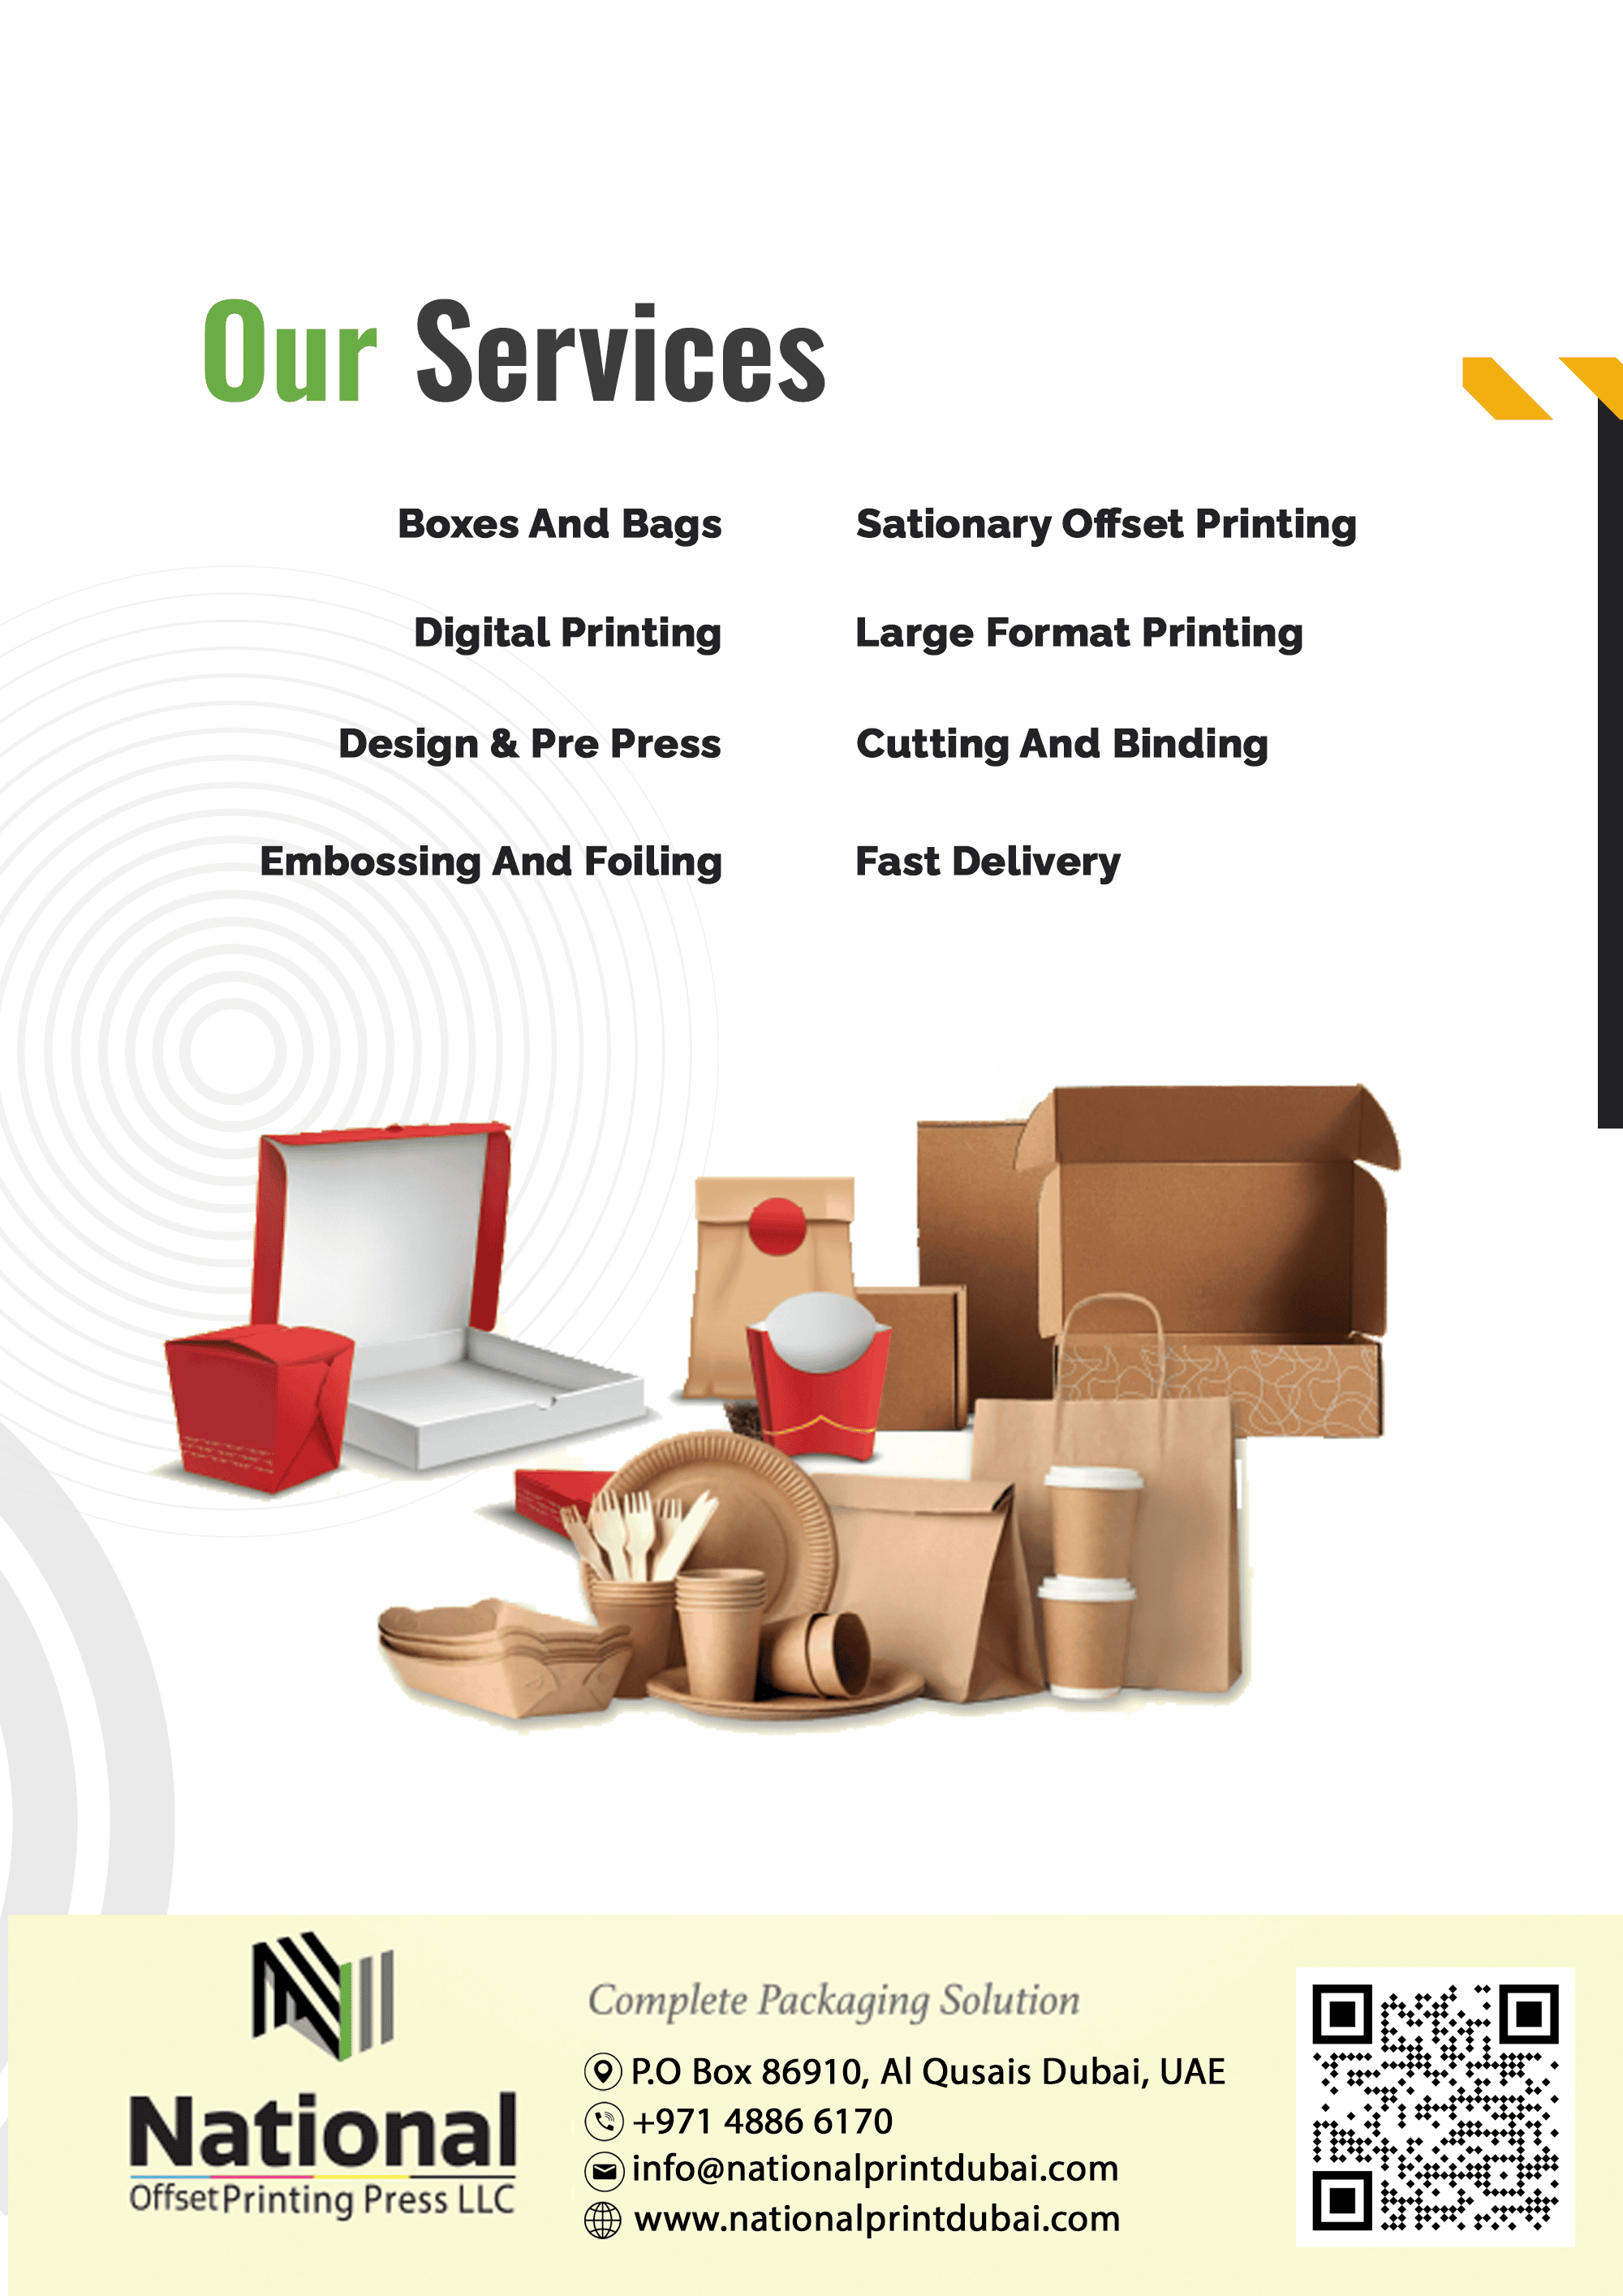 Our Services
Boxes And Bags
Sationary Offset Printing
Digital Printing
Large Format Printing
Design & Pre Press
Cutting And Binding
Embossing And Foiling
Fast Delivery
National
Offset Printing Press LLC
Complete Packaging Solution
P.O Box 86910, Al Qusais Dubai, UAE
+971 4886 6170
info@nationalprintdubai.com
www.nationalprintdubai.com